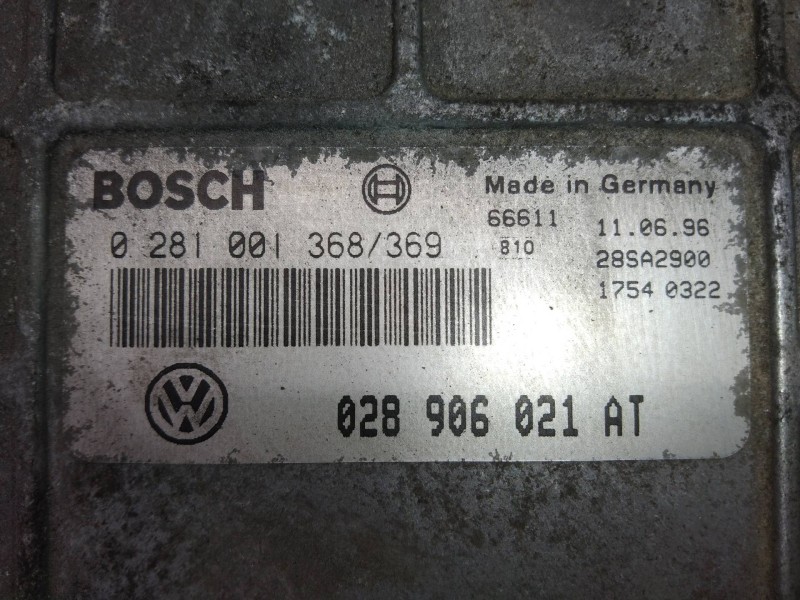 BOSCH
Made in Germany
0 281 001 368/369
66611 11.06.96
810 28SA2900
1754 0322
VW
028 906 021 AT